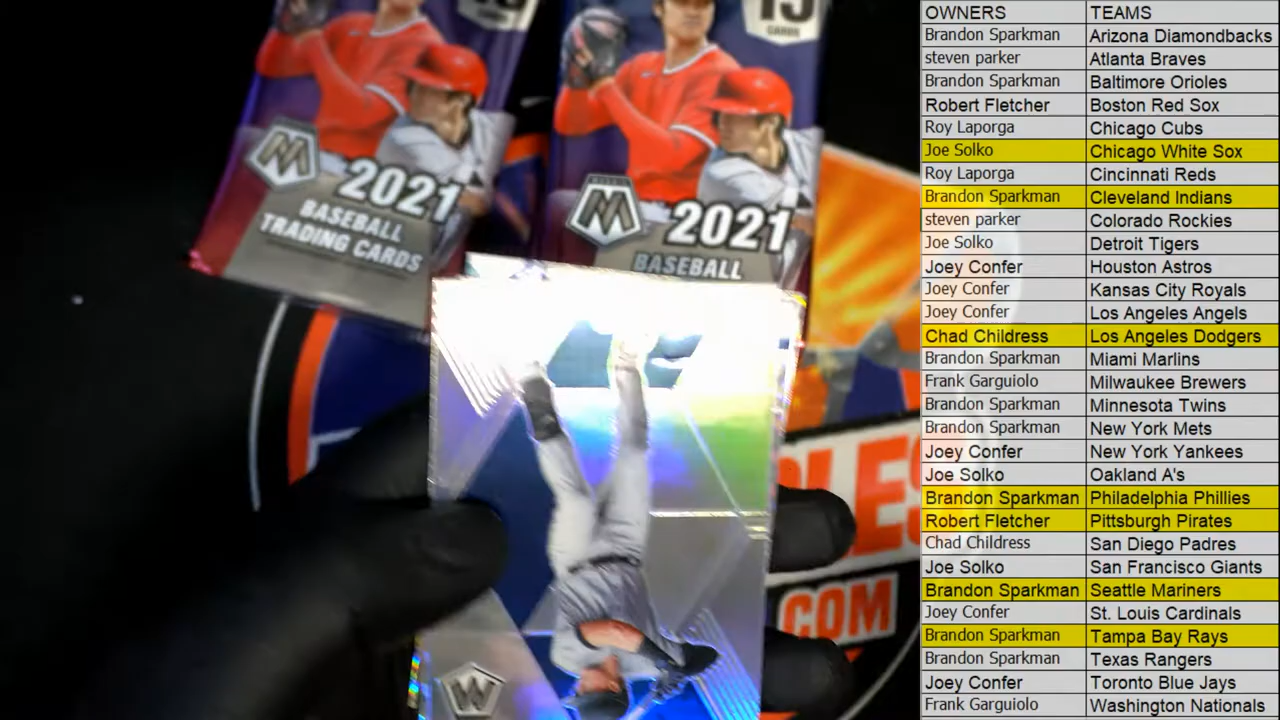 15
CARDS
2021
BASEBALL
TRADING CARDS
2021
BASEBALL
.COM
OWNERS TEAMS
Brandon Sparkman Arizona Diamondbacks
steven parker Atlanta Braves
Brandon Sparkman Baltimore Orioles
Robert Fletcher Boston Red Sox
Roy Laporga Chicago Cubs
Joe Solko Chicago White Sox
Roy Laporga Cincinnati Reds
Brandon Sparkman Cleveland Indians
steven parker Colorado Rockies
Joe Solko Detroit Tigers
Joey Confer Houston Astros
Joey Confer Kansas City Royals
Joey Confer Los Angeles Angels
Chad Childress Los Angeles Dodgers
Brandon Sparkman Miami Marlins
Frank Garguiolo Milwaukee Brewers
Brandon Sparkman Minnesota Twins
Brandon Sparkman New York Mets
Joey Confer New York Yankees
Joe Solko Oakland A's
Brandon Sparkman Philadelphia Phillies
Robert Fletcher Pittsburgh Pirates
Chad Childress San Diego Padres
Joe Solko San Francisco Giants
Brandon Sparkman Seattle Mariners
Joey Confer St. Louis Cardinals
Brandon Sparkman Tampa Bay Rays
Brandon Sparkman Texas Rangers
Joey Confer Toronto Blue Jays
Frank Garguiolo Washington Nationals